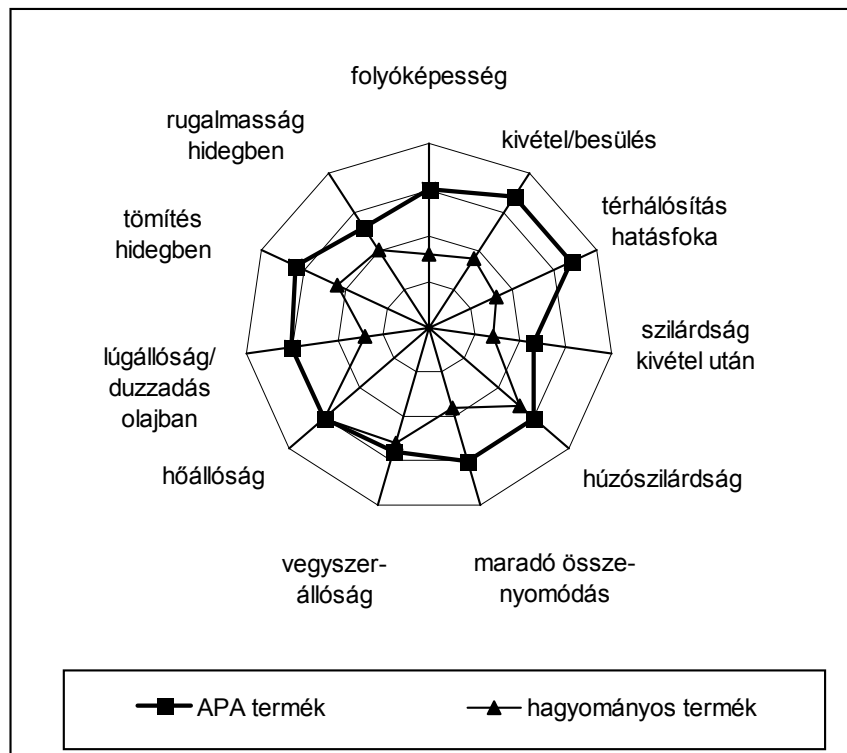 folyóképesség
kivétel/besülés
térhálósítás
hatásfoka
szilárdság
kivétel után
húzószilárdság
maradó össze-
nyomódás
vegyszer-
állóság
hőállóság
lúgállóság/
duzzadás
olajban
tömítés
hidegben
rugalmasság
hidegben
APA termék
hagyományos termék